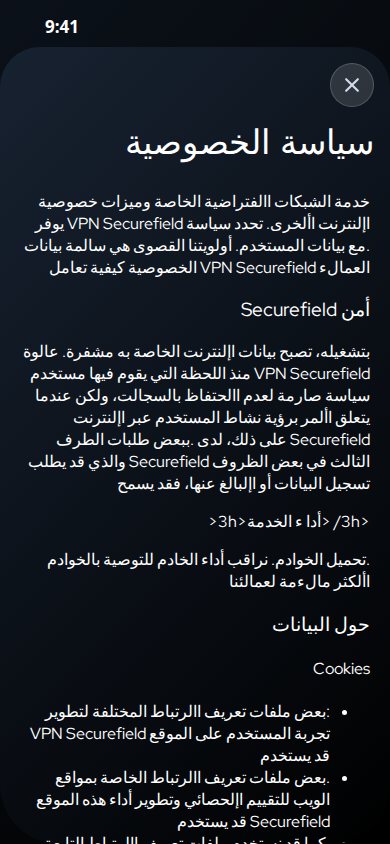 9:41
سياسة الخصوصية
خدمة الشبكات االفتراضية الخاصة وميزات خصوصية
اإلنترنت األخرى. تحدد سياسة VPN Securefield يوفر
.مع بيانات المستخدم. أولويتنا القصوى هي سالمة بيانات
العمالء VPN Securefield الخصوصية كيفية تعامل
أمن Securefield
بتشغيله، تصبح بيانات اإلنترنت الخاصة به مشفرة. عالوة
VPN Securefield منذ اللحظة التي يقوم فيها مستخدم
سياسة صارمة لعدم االحتفاظ بالسجالت، ولكن عندما
يتعلق األمر برؤية نشاط المستخدم عبر اإلنترنت
Securefield على ذلك، لدى .ببعض طلبات الطرف
الثالث في بعض الظروف Securefield والذي قد يطلب
تسجيل البيانات أو اإلبالغ عنها، فقد يسمح
<3h/> أدا ء الخدمة<3h>
.تحميل الخوادم. نراقب أداء الخادم للتوصية بالخوادم
األكثر مالءمة لعمالئنا
حول البيانات
Cookies
:بعض ملفات تعريف االرتباط المختلفة لتطوير
تجربة المستخدم على الموقع VPN Securefield
قد يستخدم
.بعض ملفات تعريف االرتباط الخاصة بمواقع
الويب للتقييم اإلحصائي وتطوير أداء هذه الموقع
Securefield قد يستخدم